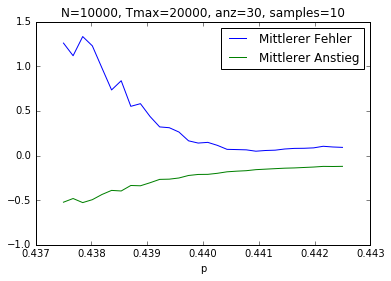 N=10000, Tmax=20000, anz=30, samples=10
1.5
1.0
0.5
0.0
−0.5
−1.0
Mittlerer Fehler
Mittlerer Anstieg
0.437 0.438 0.439 0.440 0.441 0.442 0.443
p